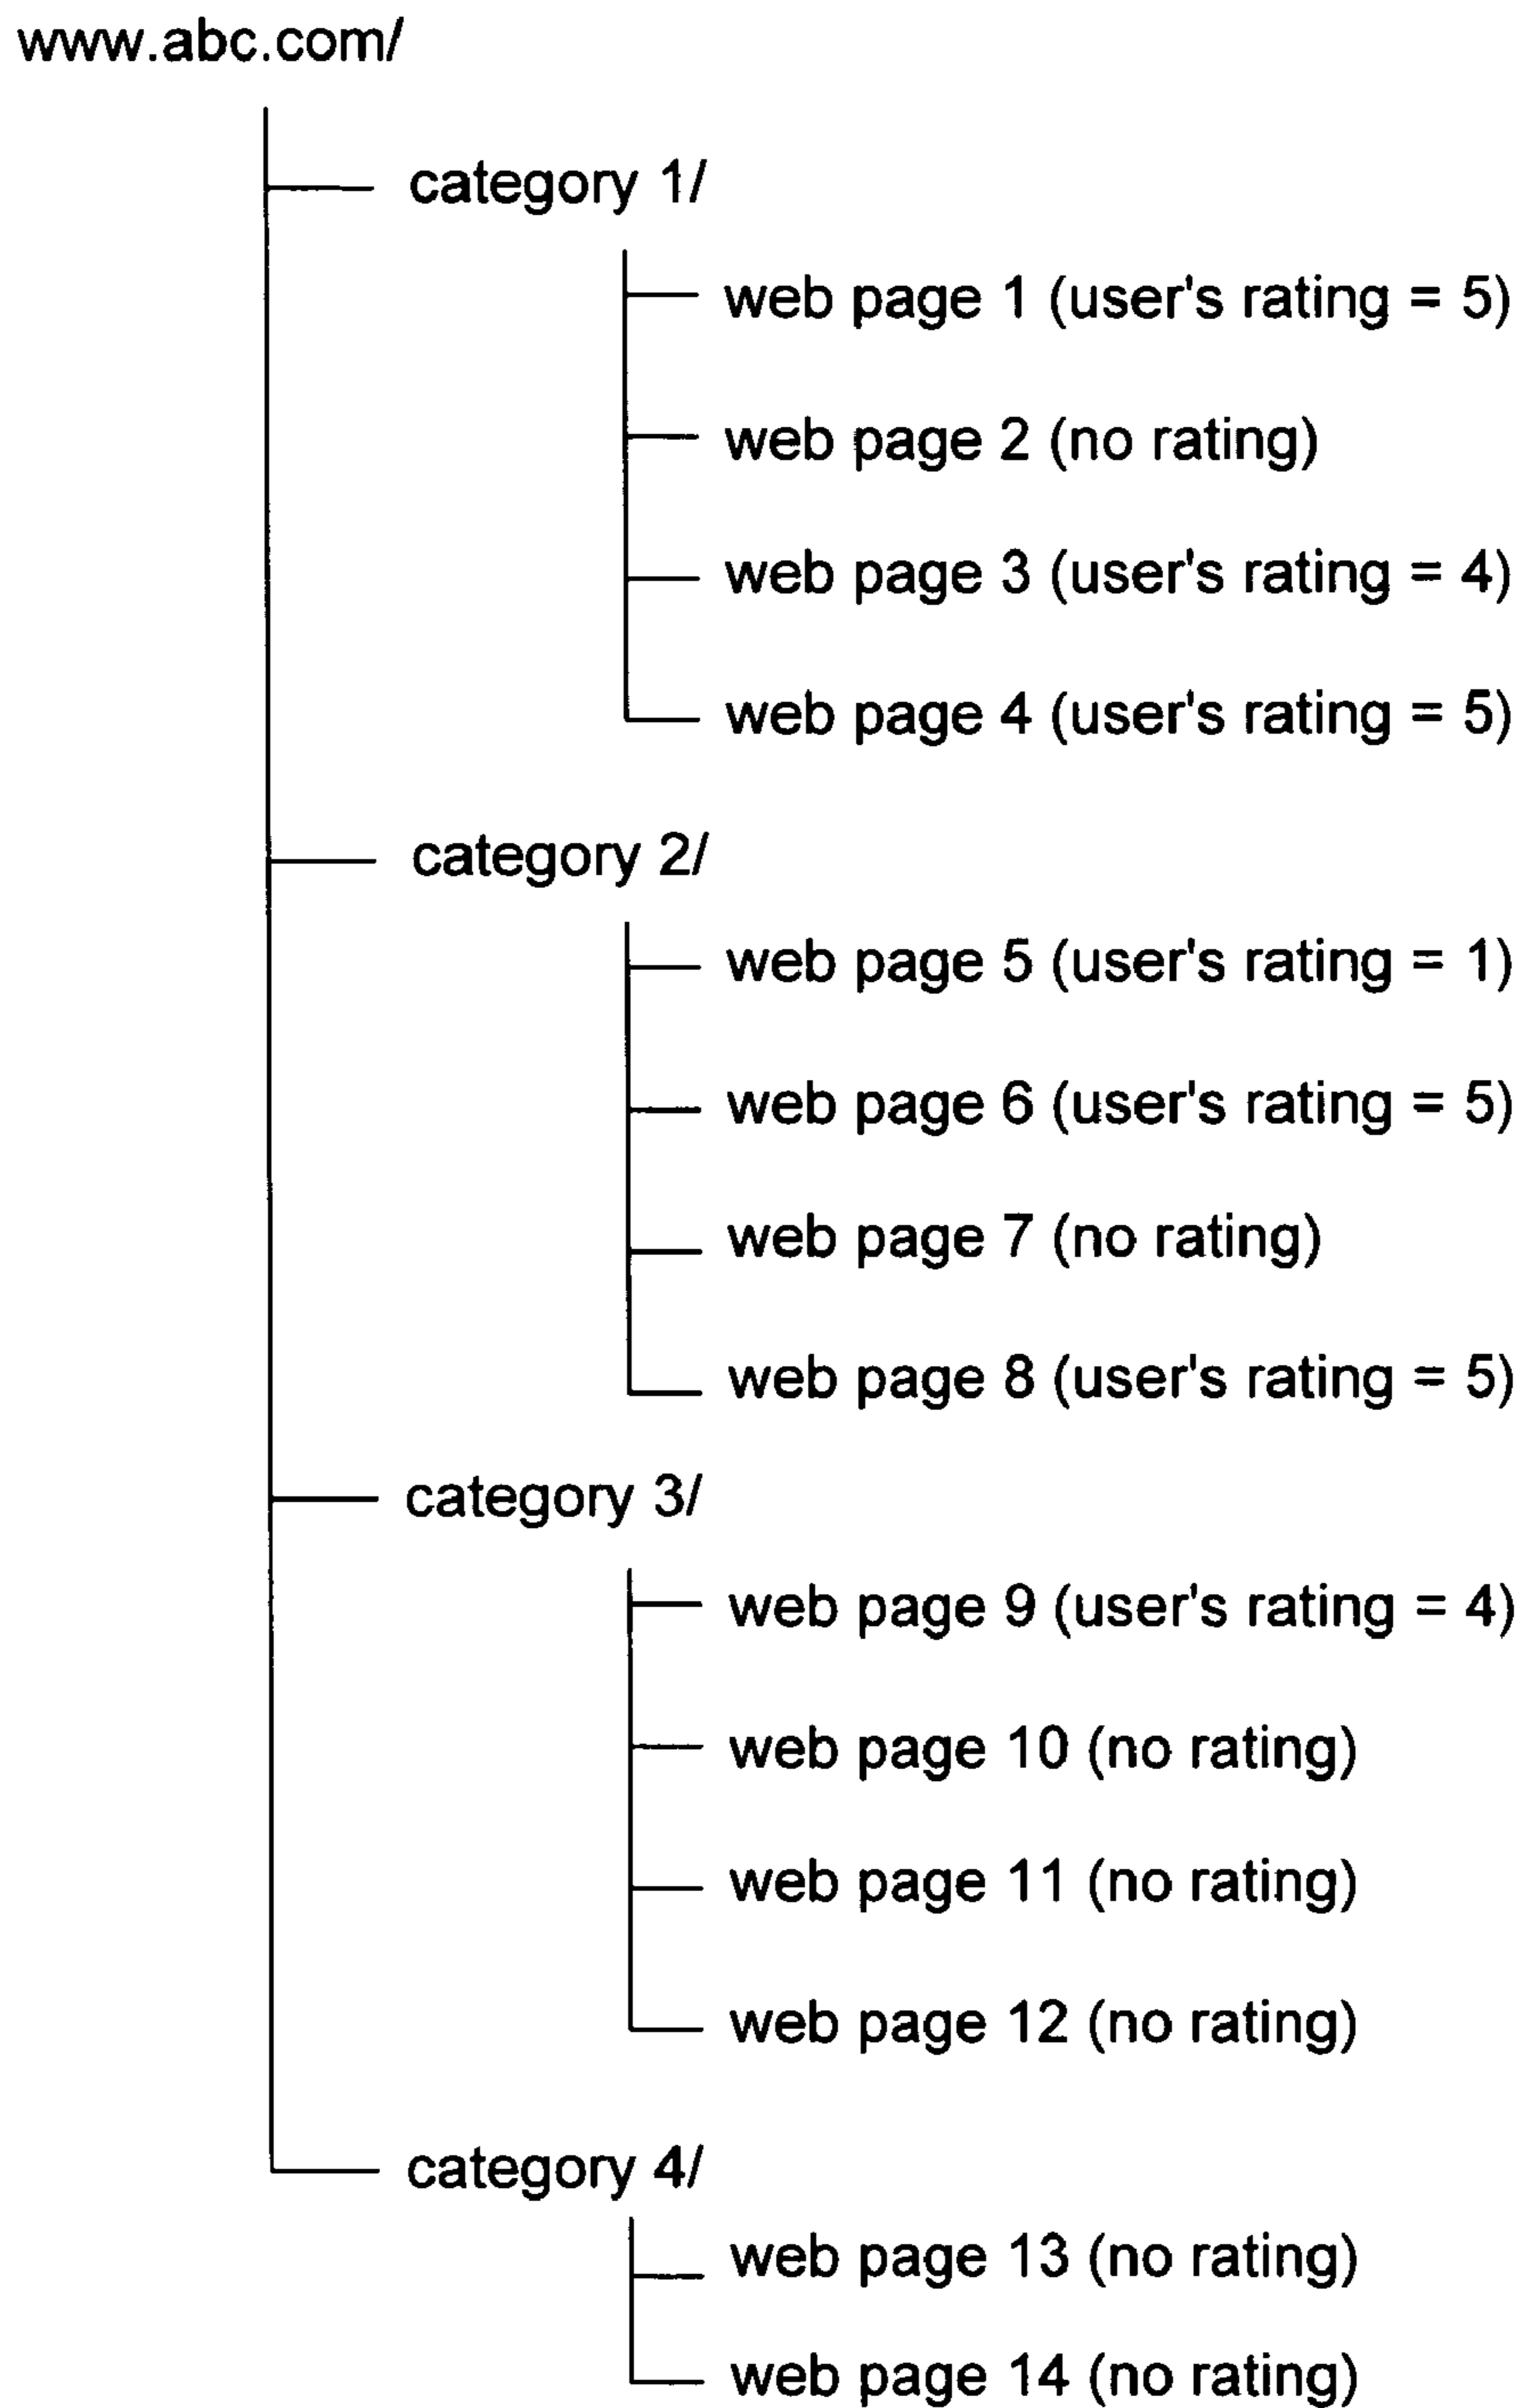 www.abc.com/
category 1/
web page 1 (user's rating = 5)
web page 2 (no rating)
web page 3 (user's rating = 4)
web page 4 (user's rating = 5)
category 2/
web page 5 (user's rating = 1)
web page 6 (user's rating = 5)
web page 7 (no rating)
web page 8 (user's rating = 5)
category 3/
web page 9 (user's rating = 4)
web page 10 (no rating)
web page 11 (no rating)
web page 12 (no rating)
category 4/
web page 13 (no rating)
web page 14 (no rating)